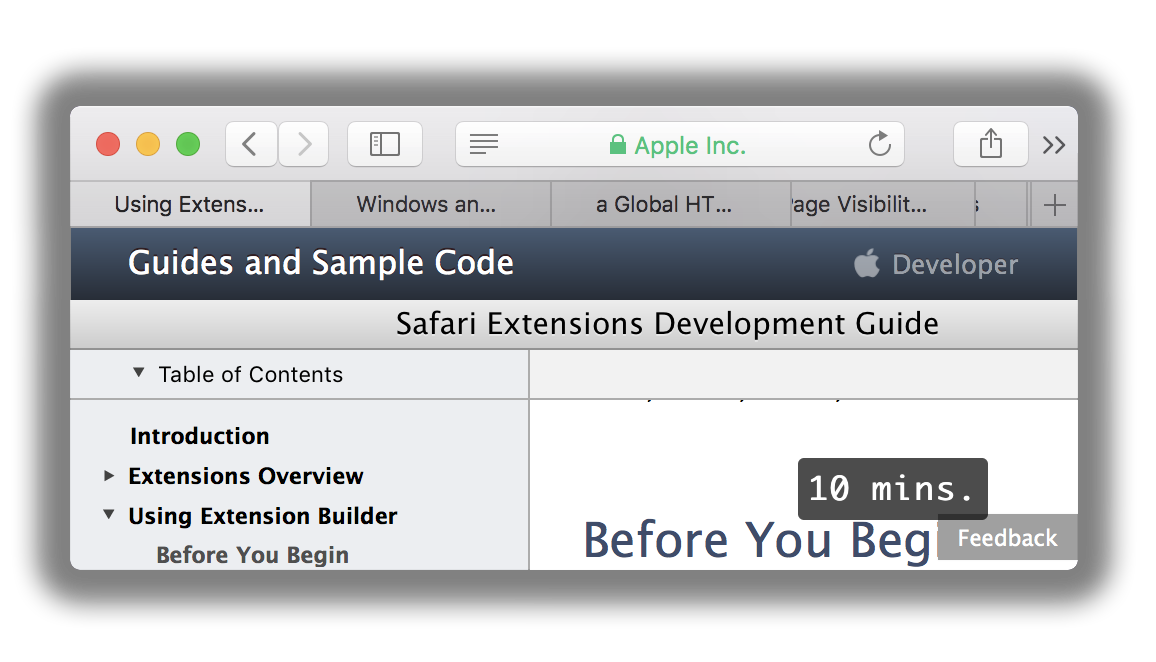 Apple Inc.
Using Extens...
Windows an...
a Global HT...
age Visibilit...
Guides and Sample Code
Developer
Safari Extensions Development Guide
Table of Contents
Introduction
Extensions Overview
Using Extension Builder
Before You Begin
10 mins.
Before You Beg
Feedback